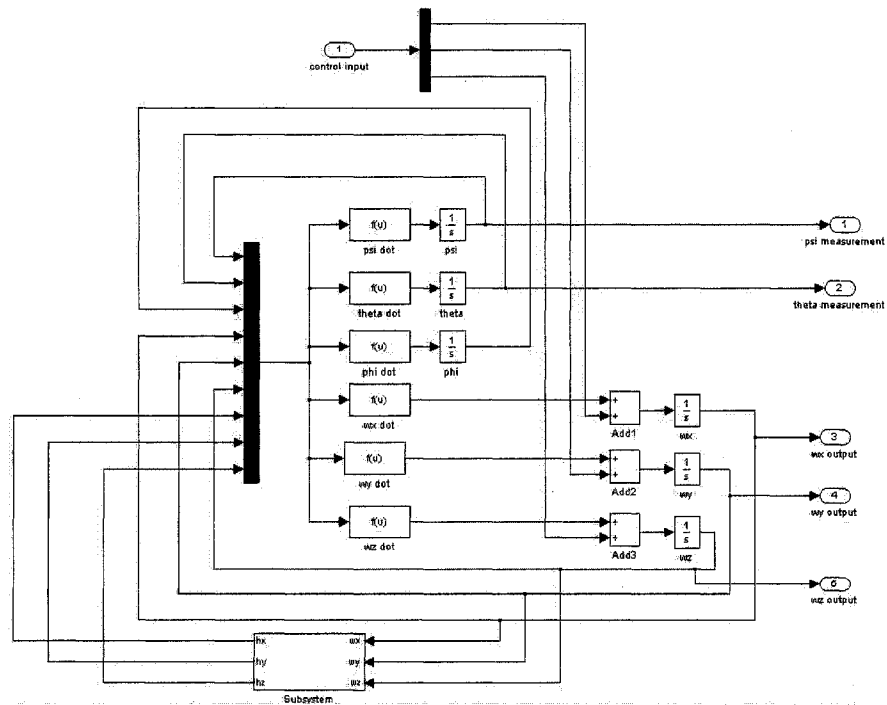 1
control input
f(u)
psi dot
1
s
psi
1
psi measurement
f(u)
theta dot
1
s
theta
2
theta measurement
f(u)
phi dot
1
s
phi
f(u)
wx dot
+
+
Add1
1
s
wx
3
wx output
f(u)
wy dot
+
+
Add2
1
s
wy
4
wy output
f(u)
wz dot
+
+
Add3
1
s
wz
wz output
hx
wx
hy
wy
hz
wz
Subsystem